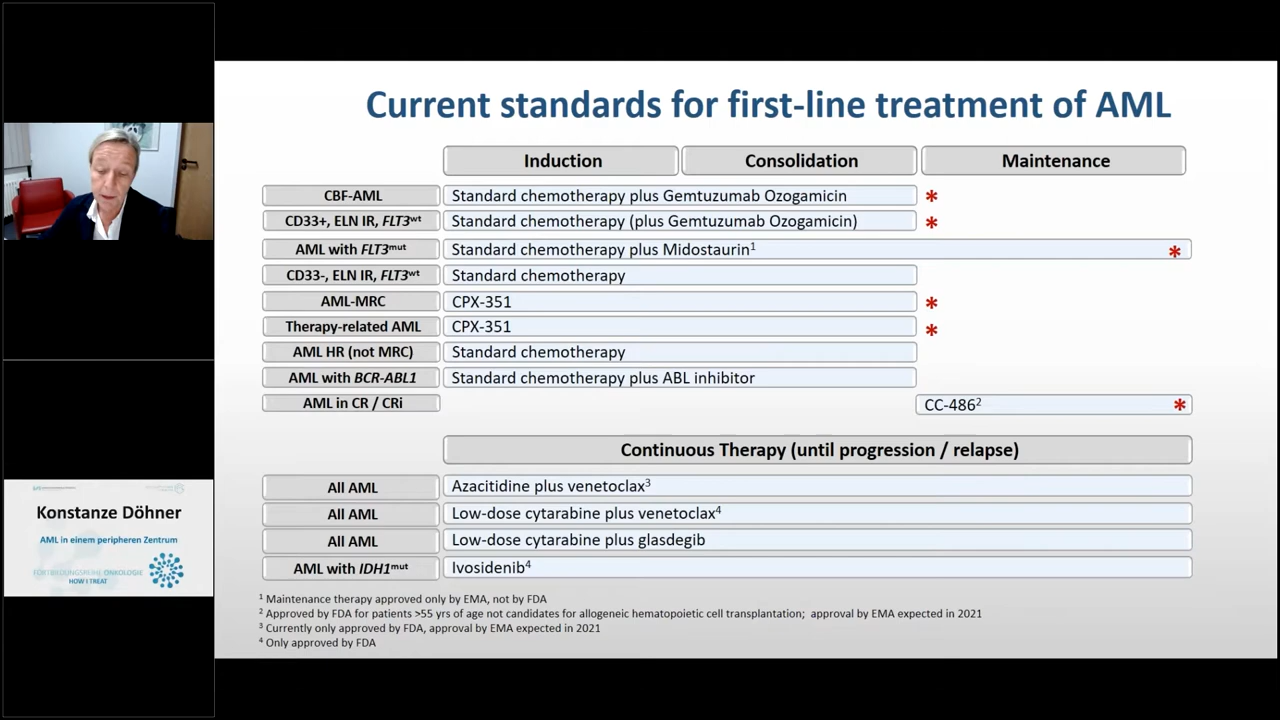 Current standards for first-line treatment of AML
Induction Consolidation Maintenance
CBF-AML Standard chemotherapy plus Gemtuzumab Ozogamicin *
CD33+, ELN IR, FLT3wt Standard chemotherapy (plus Gemtuzumab Ozogamicin) *
AML with FLT3mut Standard chemotherapy plus Midostaurin1 *
CD33-, ELN IR, FLT3wt Standard chemotherapy
AML-MRC CPX-351 *
Therapy-related AML CPX-351 *
AML HR (not MRC) Standard chemotherapy
AML with BCR-ABL1 Standard chemotherapy plus ABL inhibitor
AML in CR / CRi CC-4862 *
Continuous Therapy (until progression / relapse)
All AML Azacitidine plus venetoclax3
All AML Low-dose cytarabine plus venetoclax4
All AML Low-dose cytarabine plus glasdegib
AML with IDH1mut Ivosidenib4
1 Maintenance therapy approved only by EMA, not by FDA
2 Approved by FDA for patients >55 yrs of age not candidates for allogeneic hematopoietic cell transplantation; approval by EMA expected in 2021
3 Currently only approved by FDA, approval by EMA expected in 2021
4 Only approved by FDA
Konstanze Döhner
AML in einem peripheren Zentrum
FORTBILDUNGSREIHE ONKOLOGIE
HOW I TREAT